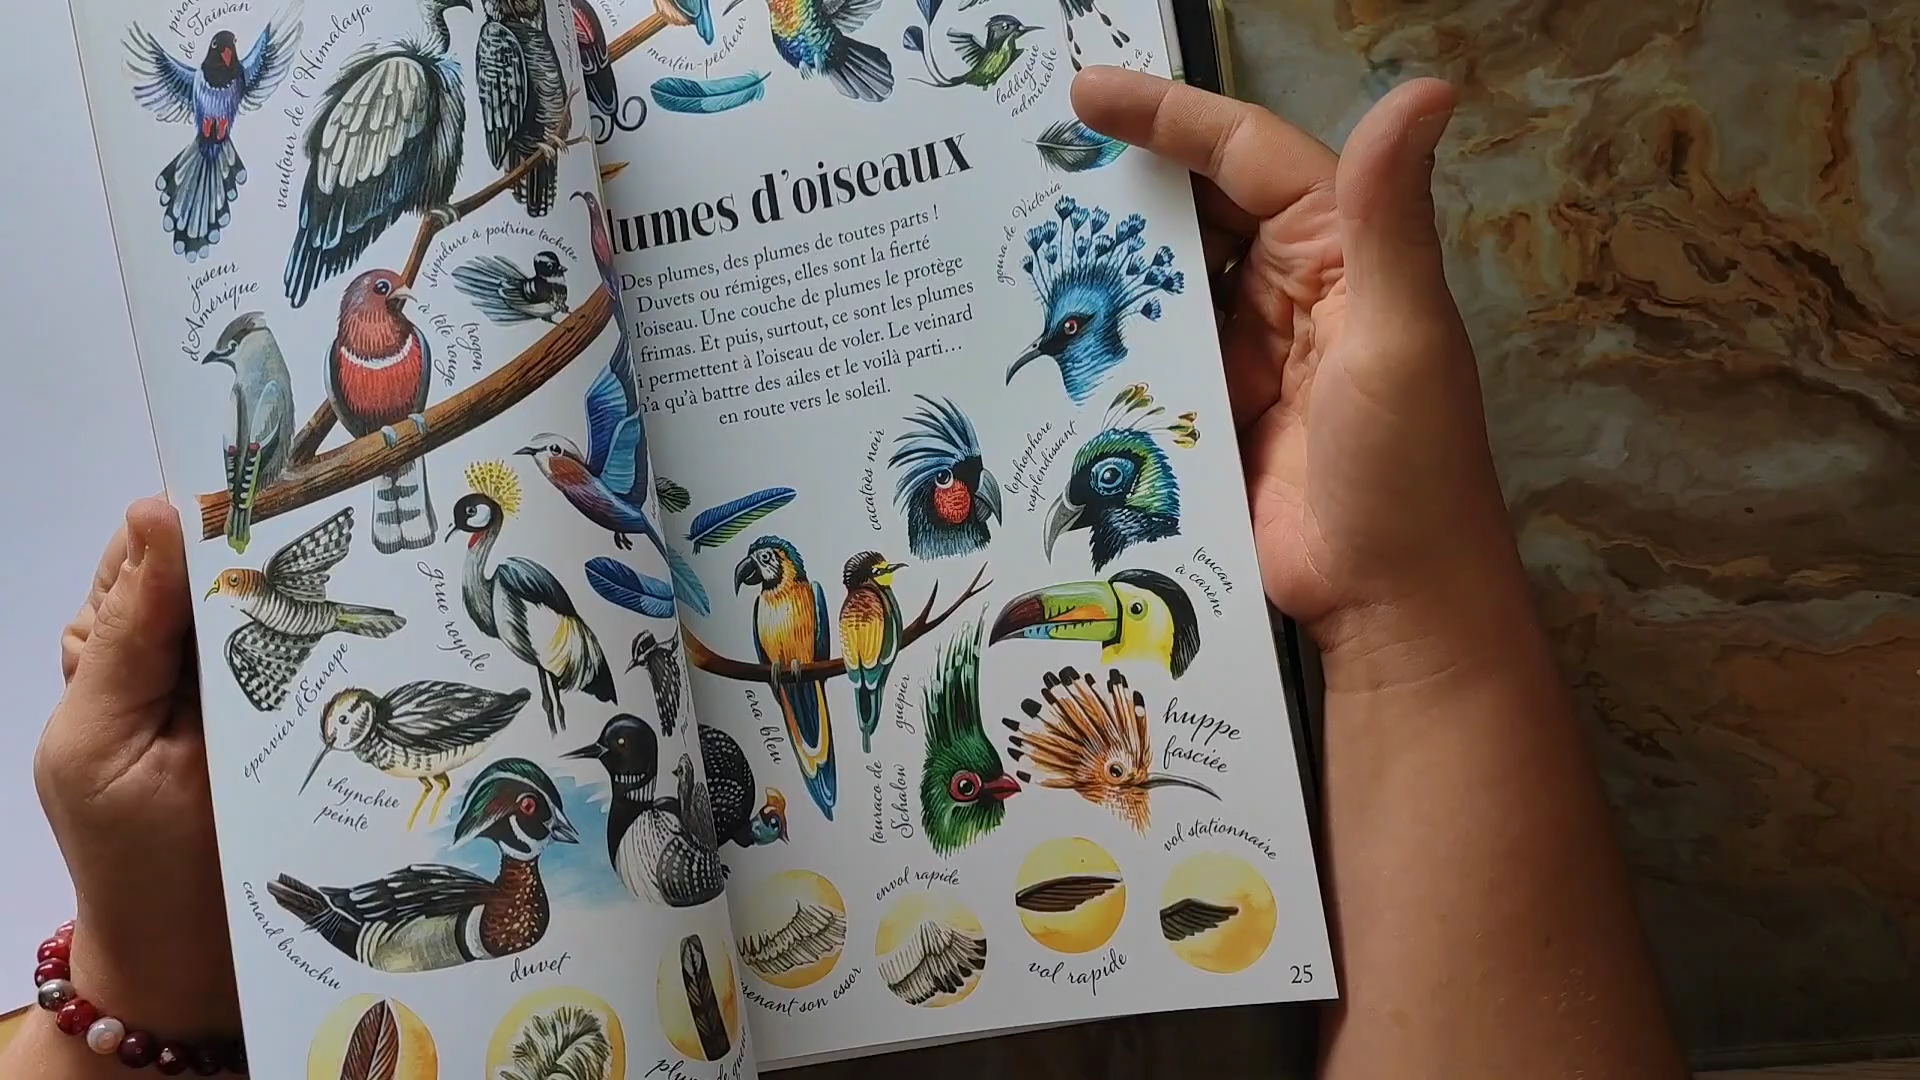 de Taïwan
vautour de l'Himalaya
jaseur
d'Amérique
rhipidure à poitrine tachetée
trogon
à tête rouge
grue royale
épervier d'Europe
rhynchée
peinte
canard branchu
duvet
martin-pêcheur
loddigésie
admirable
lumes d'oiseaux
Des plumes, des plumes de toutes parts !
Duvets ou rémiges, elles sont la fierté
l'oiseau. Une couche de plumes le protège
frimas. Et puis, surtout, ce sont les plumes
i permettent à l'oiseau de voler. Le veinard
n'a qu'à battre des ailes et le voilà parti…
en route vers le soleil.
goura de Victoria
cacatoès noir
lophophore
resplendissant
toucan
à carène
ara bleu
guêpier
touraco de
Schalow
huppe
fasciée
renant son essor
envol rapide
vol rapide
vol stationnaire
25